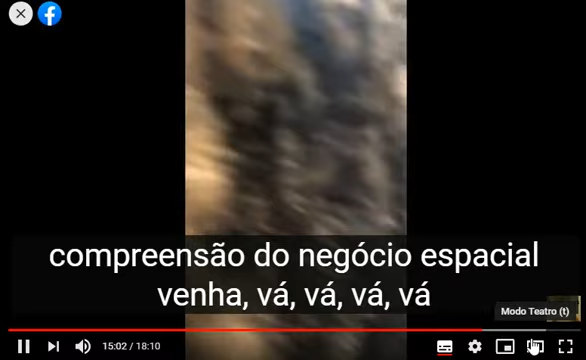 compreensão do negócio espacial
venha, vá, vá, vá, vá
Modo Teatro (t)
15:02 / 18:10